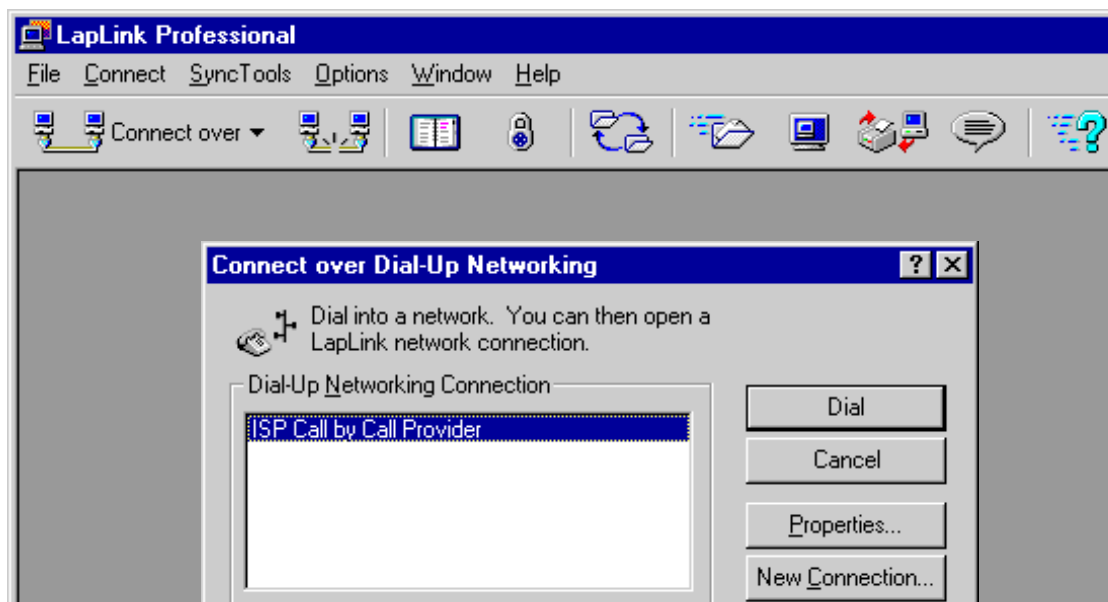 LapLink Professional
File Connect SyncTools Options Window Help
Connect over
Connect over Dial-Up Networking
Dial into a network. You can then open a
LapLink network connection.
Dial-Up Networking Connection
ISP Call by Call Provider
Dial
Cancel
Properties...
New Connection...